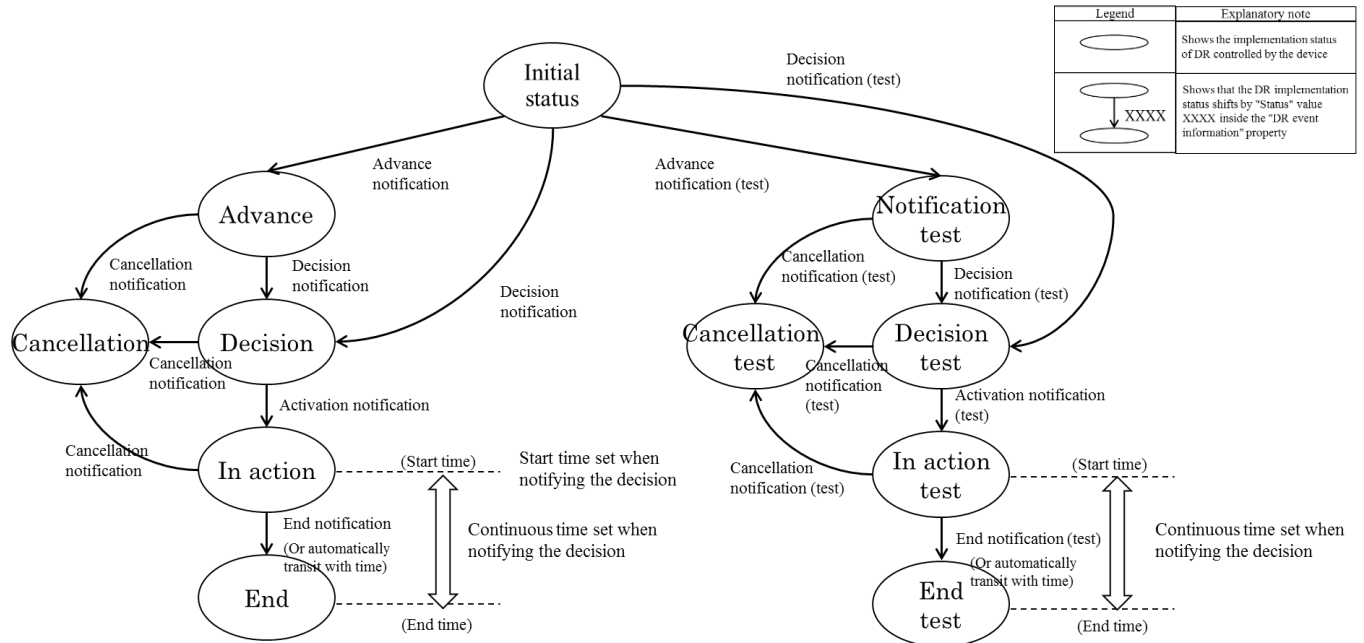 Legend
Explanatory note
Shows the implementation status
of DR controlled by the device
XXXX
Shows that the DR implementation
status shifts by "Status" value
XXXX inside the "DR event
information" property
Initial
status
Decision
notification (test)
Advance
notification
Advance
notification (test)
Advance
Notification
test
Cancellation
notification
Decision
notification
Decision
notification
Cancellation
notification (test)
Decision
notification (test)
Cancellation
Decision
Cancellation
notification
Cancellation
test
Decision
test
Cancellation
notification
(test)
Activation notification
Activation notification
(test)
Cancellation
notification
In action
(Start time)
Start time set when
notifying the decision
Cancellation
notification (test)
In action
test
(Start time)
End notification
(Or automatically
transit with time)
Continuous time set when
notifying the decision
End notification (test)
(Or automatically
transit with time)
Continuous time set when
notifying the decision
End
(End time)
End
test
(End time)